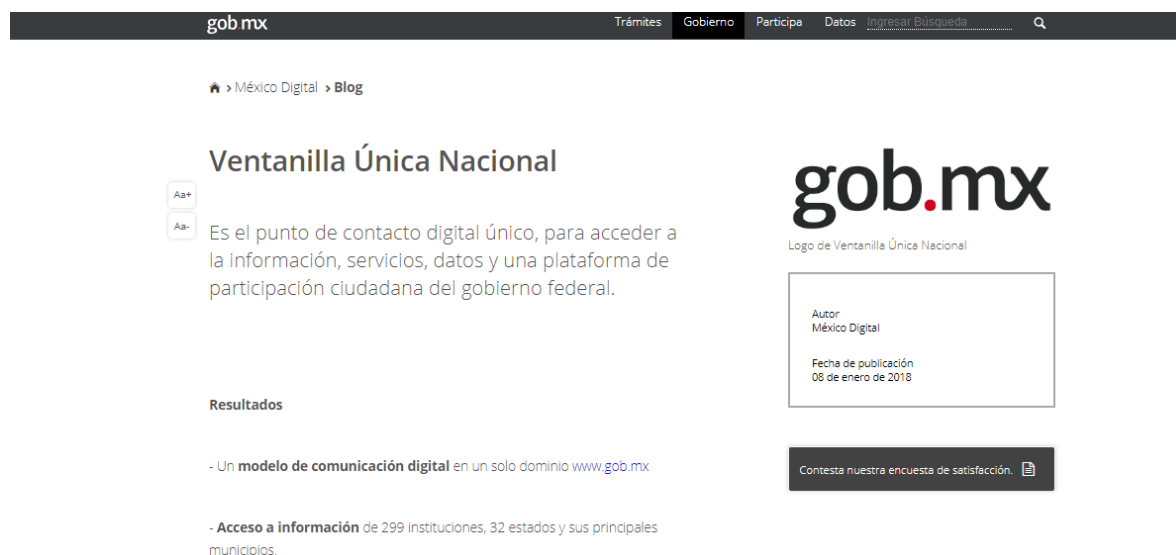 gob.mx
Trámites Gobierno Participa Datos Ingresar Búsqueda
> México Digital > Blog
Ventanilla Única Nacional
Aa+
Aa-
Es el punto de contacto digital único, para acceder a
la información, servicios, datos y una plataforma de
participación ciudadana del gobierno federal.
gob.mx
Logo de Ventanilla Única Nacional
Autor
México Digital
Fecha de publicación
08 de enero de 2018
Resultados
- Un modelo de comunicación digital en un solo dominio www.gob.mx
Contesta nuestra encuesta de satisfacción.
- Acceso a información de 299 instituciones, 32 estados y sus principales
municipios.